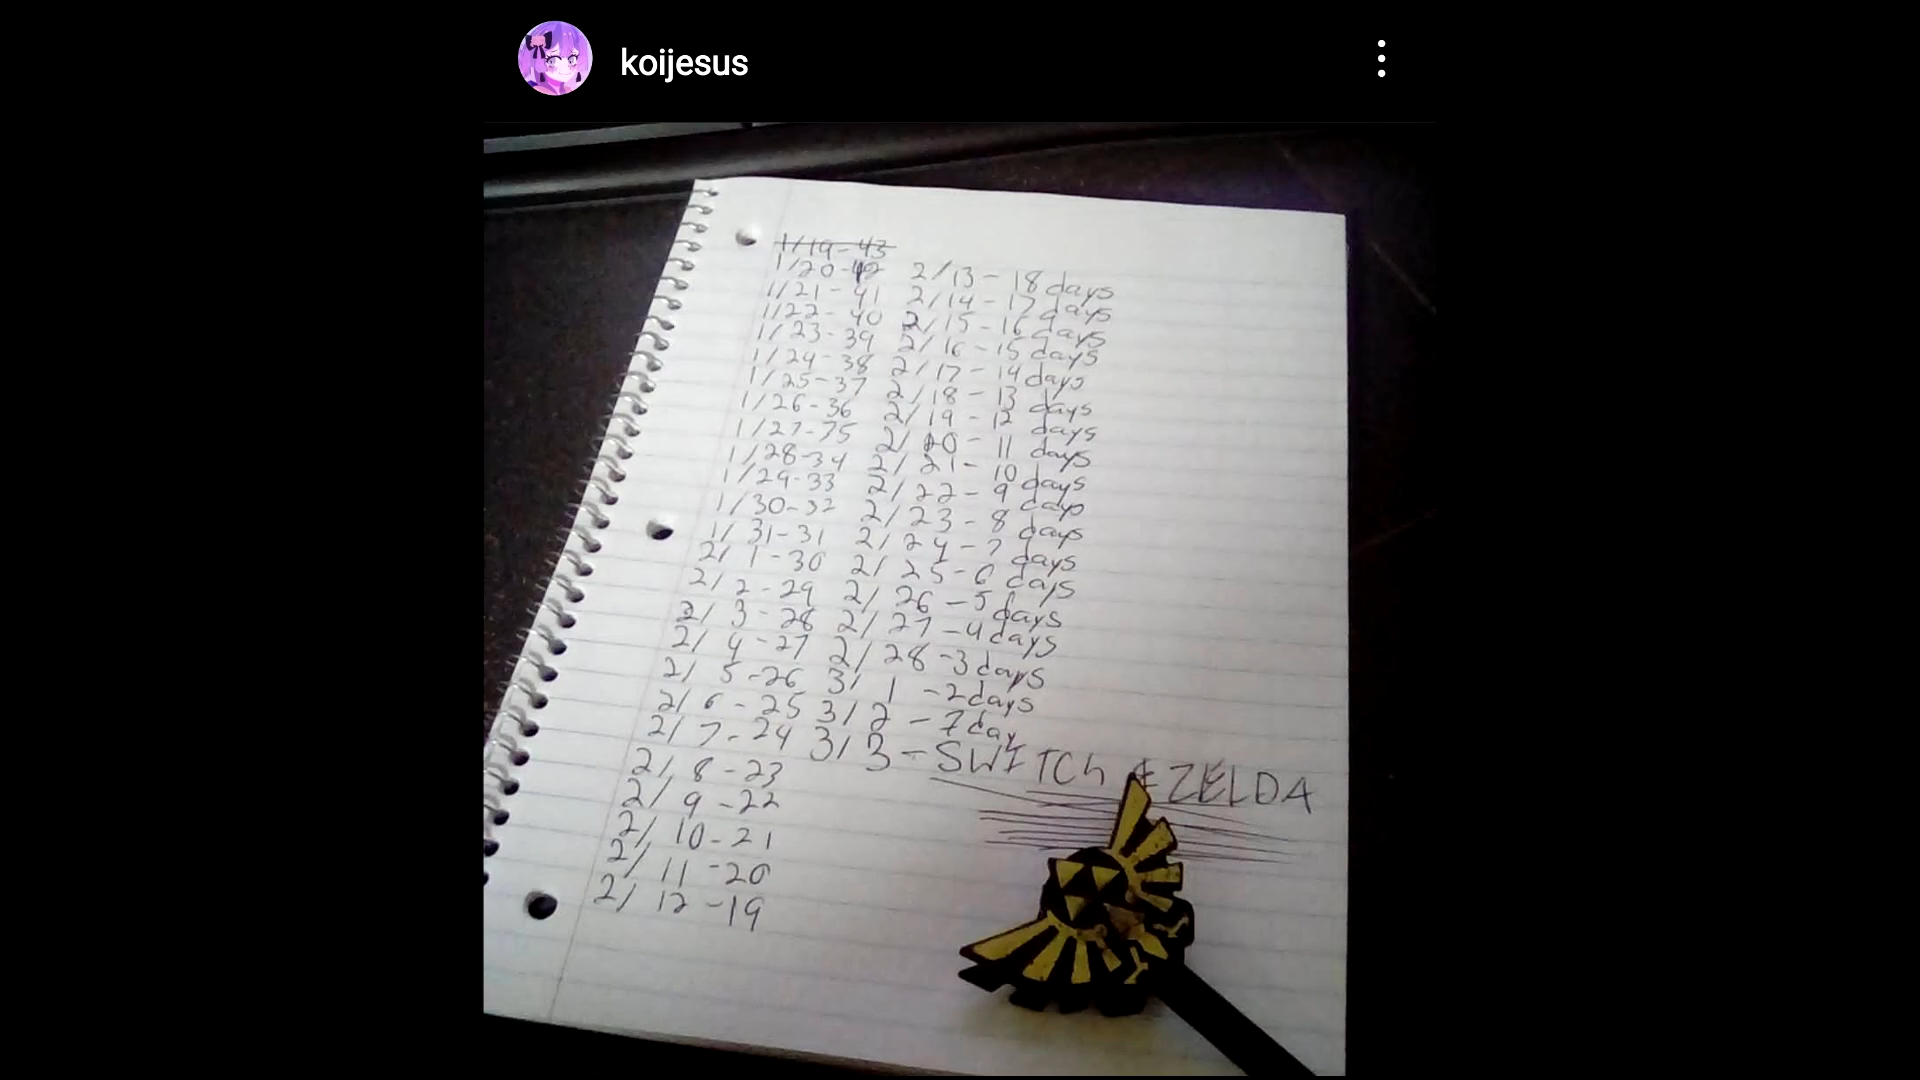 koijesus
1/19-43
1/20-42
1/21-41
1/22-40
1/23-39
1/24-38
1/25-37
1/26-36
1/27-35
1/28-34
1/29-33
1/30-32
1/31-31
2/1-30
2/2-29
2/3-28
2/4-27
2/5-26
2/6-25
2/7-24
2/8-23
2/9-22
2/10-21
2/11-20
2/12-19
2/13-18 days
2/14-17 days
2/15-16 days
2/16-15 days
2/17-14 days
2/18-13 days
2/19-12 days
2/20-11 days
2/21-10 days
2/22-9 days
2/23-8 days
2/24-7 days
2/25-6 days
2/26-5 days
2/27-4 days
2/28-3 days
3/1-2 days
3/2-1 day
3/3-SWITCh & ZELDA